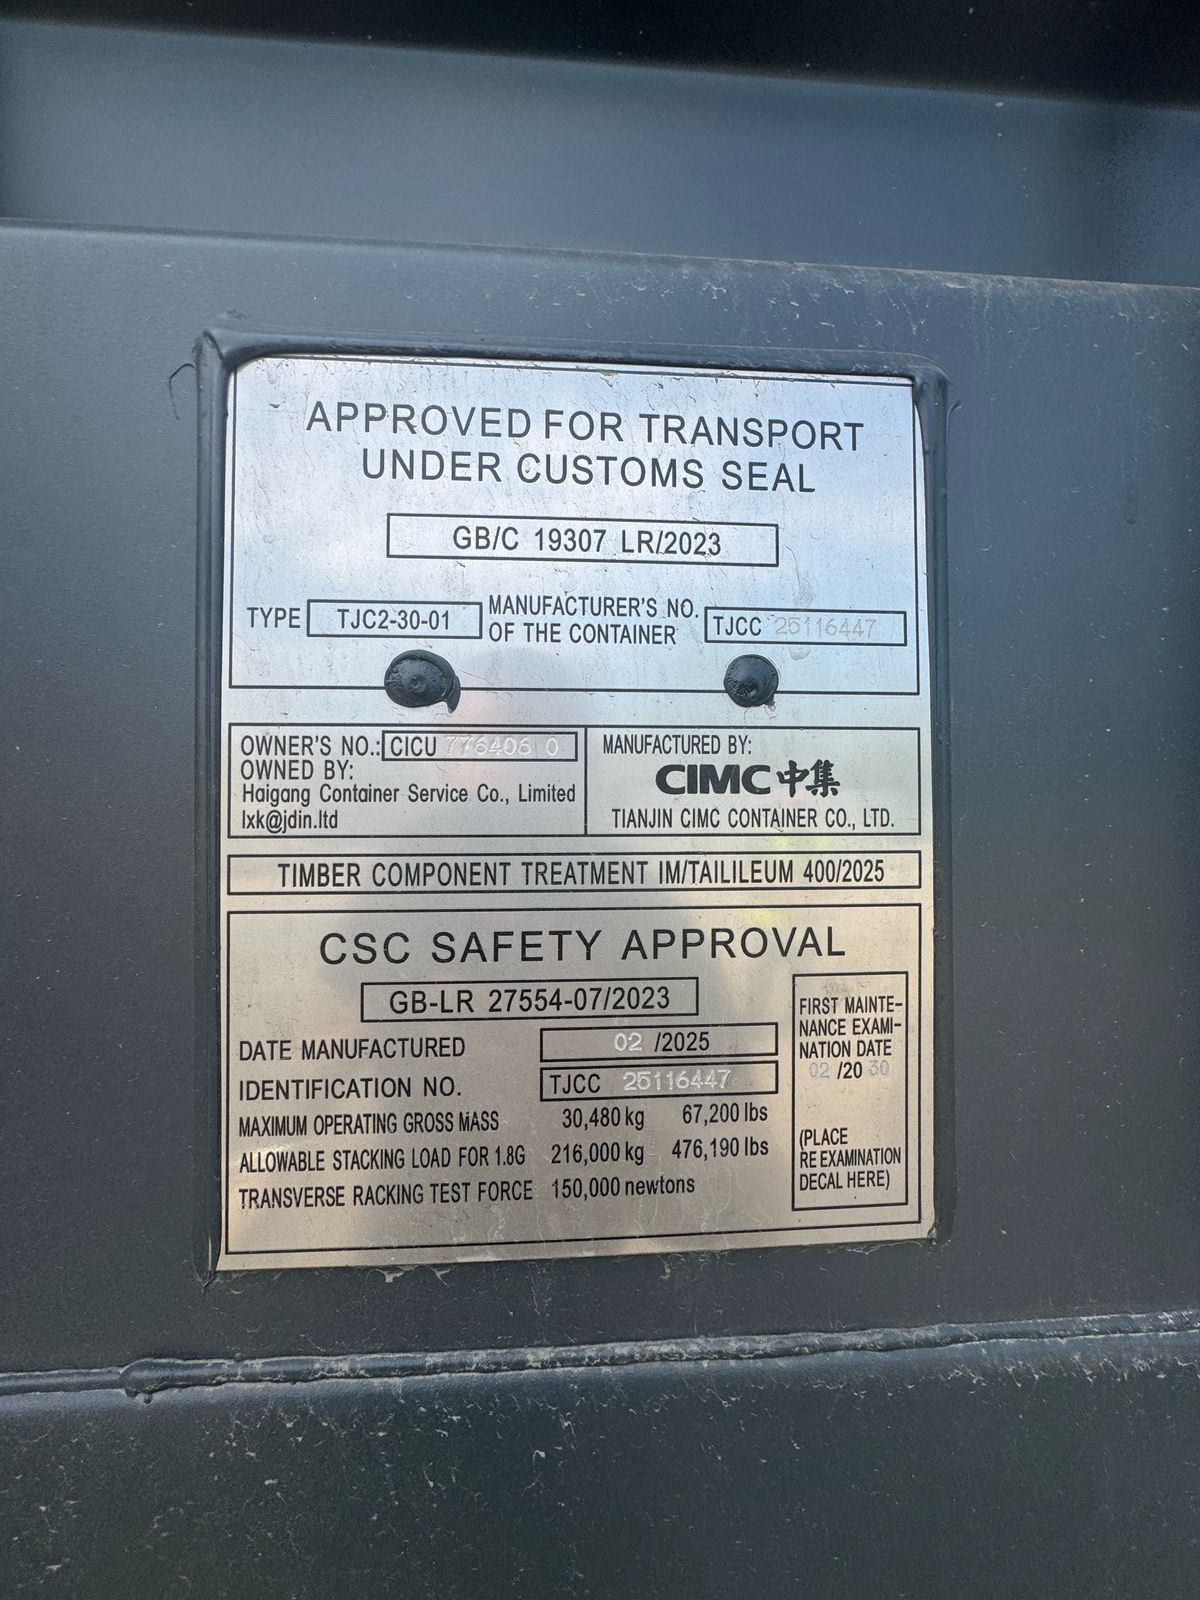 APPROVED FOR TRANSPORT
UNDER CUSTOMS SEAL
GB/C 19307 LR/2023
TYPE TJC2-30-01 MANUFACTURER'S NO. OF THE CONTAINER TJCC 25116447
OWNER'S NO.: CICU 776406 0
OWNED BY:
Haigang Container Service Co., Limited
lxk@jdin.ltd
MANUFACTURED BY:
CIMC中集
TIANJIN CIMC CONTAINER CO., LTD.
TIMBER COMPONENT TREATMENT IM/TAILILEUM 400/2025
CSC SAFETY APPROVAL
GB-LR 27554-07/2023
DATE MANUFACTURED 02 /2025
IDENTIFICATION NO. TJCC 25116447
MAXIMUM OPERATING GROSS MASS 30,480 kg 67,200 lbs
ALLOWABLE STACKING LOAD FOR 1.8G 216,000 kg 476,190 lbs
TRANSVERSE RACKING TEST FORCE 150,000 newtons
FIRST MAINTE-
NANCE EXAMI-
NATION DATE
02 /20 30
(PLACE
RE EXAMINATION
DECAL HERE)